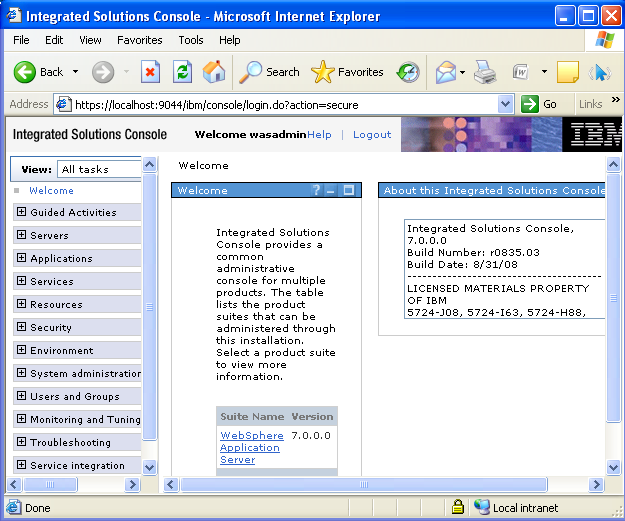 Integrated Solutions Console - Microsoft Internet Explorer
File Edit View Favorites Tools Help
Back Search Favorites
Address https://localhost:9044/ibm/console/login.do?action=secure Go Links »
Integrated Solutions Console Welcome wasadmin Help | Logout IBM
View: All tasks
Welcome
Guided Activities
Servers
Applications
Services
Resources
Security
Environment
System administration
Users and Groups
Monitoring and Tuning
Troubleshooting
Service integration
Welcome
Welcome ?
Integrated Solutions
Console provides a
common
administrative
console for multiple
products. The table
lists the product
suites that can be
administered through
this installation.
Select a product suite
to view more
information.
Suite Name Version
WebSphere 7.0.0.0
Application
Server
About this Integrated Solutions Console
Integrated Solutions Console,
7.0.0.0
Build Number: r0835.03
Build Date: 8/31/08
--------------------------------
LICENSED MATERIALS PROPERTY
OF IBM
5724-J08, 5724-I63, 5724-H88,
Done Local intranet